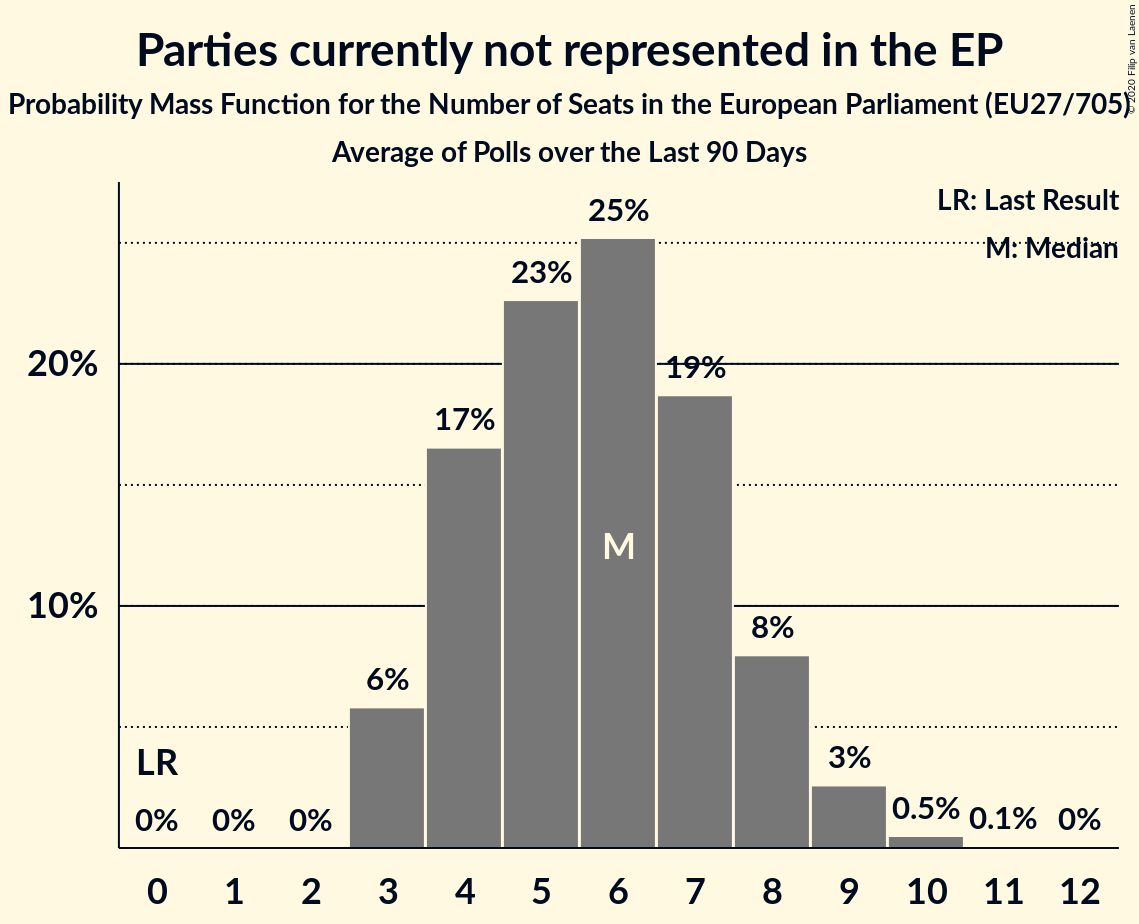 Parties currently not represented in the EP
Probability Mass Function for the Number of Seats in the European Parliament (EU27/705)
Average of Polls over the Last 90 Days
© 2020 Filip van Laenen
LR: Last Result
M: Median
25%
23%
20%
19%
17%
M
10%
8%
6%
LR
3%
0% 0% 0% 0.5% 0.1% 0%
0 1 2 3 4 5 6 7 8 9 10 11 12